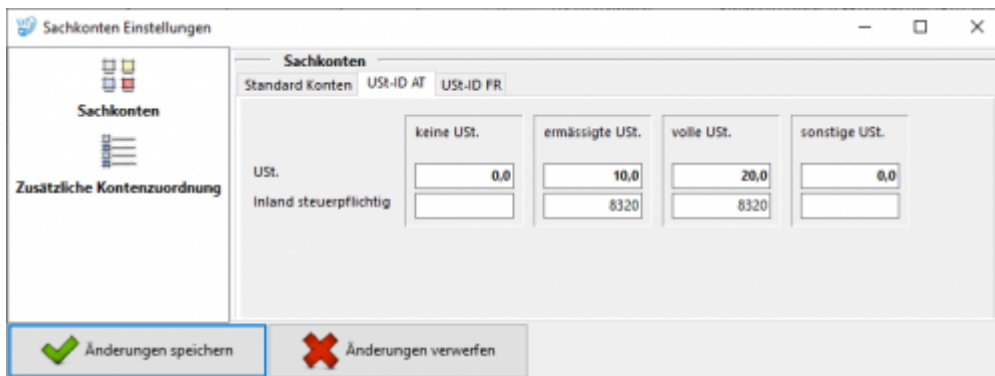 Sachkonten Einstellungen
Sachkonten
Zusätzliche Kontenzuordnung
Sachkonten
Standard Konten USt-ID AT USt-ID FR
keine USt. ermässigte USt. volle USt. sonstige USt.
USt. 0,0 10,0 20,0 0,0
Inland steuerpflichtig 8320 8320
Änderungen speichern Änderungen verwerfen